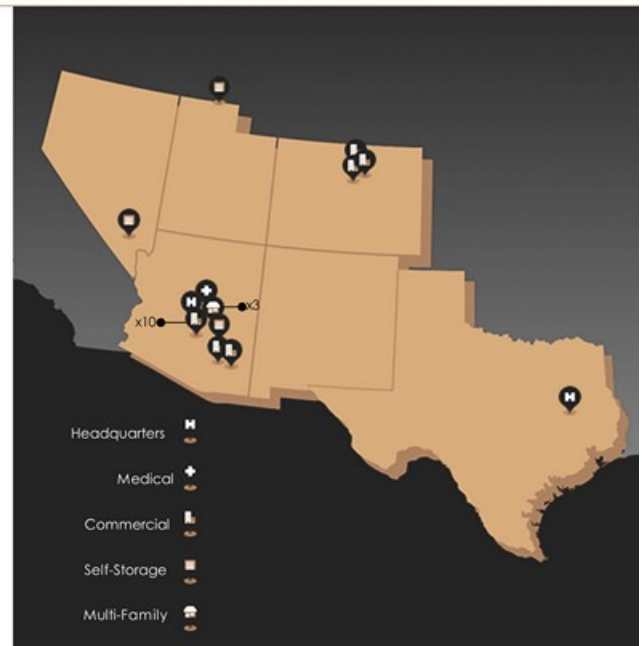 x3
x10
Headquarters
Medical
Commercial
Self-Storage
Multi-Family